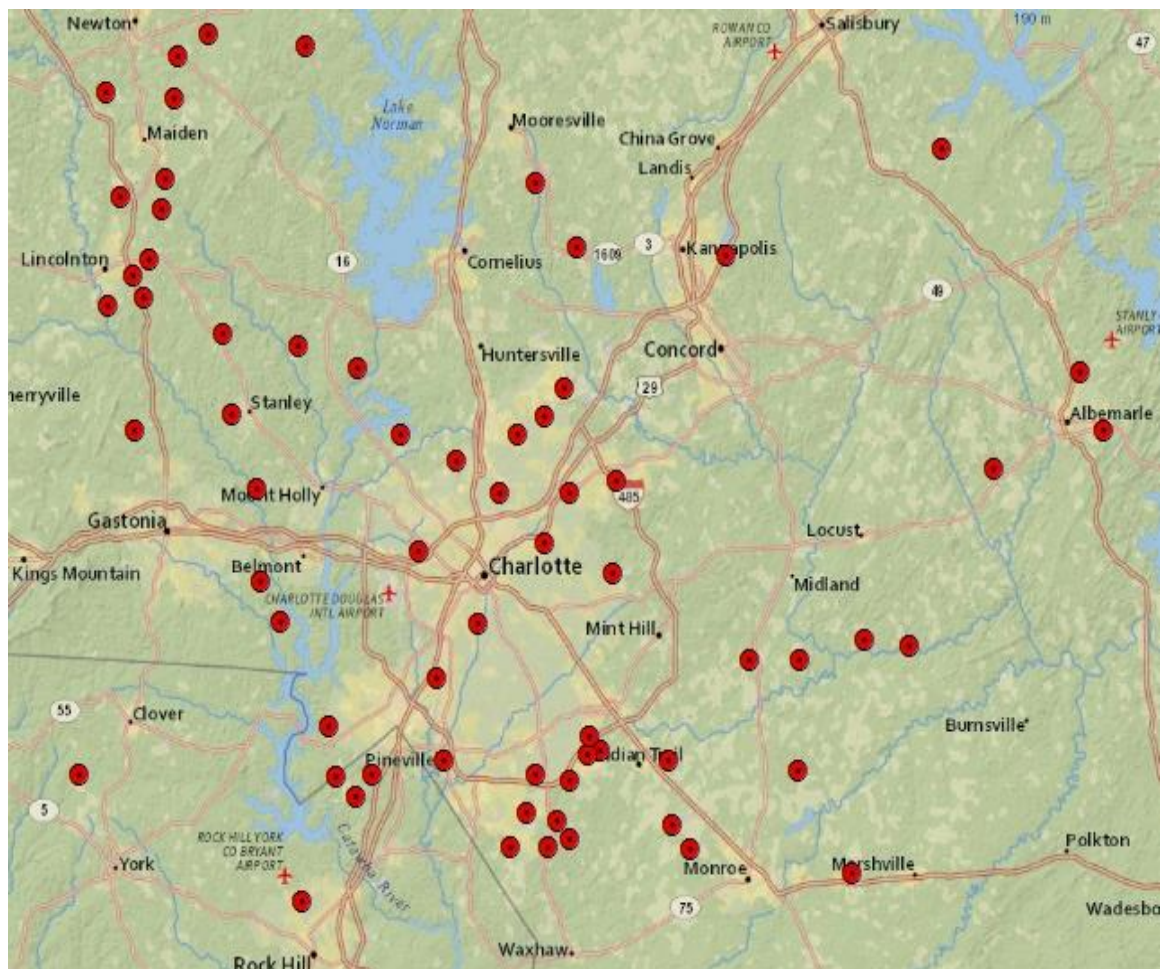 Newton
190 m
Salisbury
ROWAN CO
AIRPORT
47
Lake
Norman
Mooresville
Maiden
China Grove
Landis
Lincolnton
16
Cornelius
1609
3
Kannapolis
49
STANLY
AIRPORT
Huntersville
Concord
29
herryville
Stanley
Albemarle
Mount Holly
485
Gastonia
Locust
Kings Mountain
Belmont
Charlotte
CHARLOTTE DOUGLAS
INTL AIRPORT
Midland
Mint Hill
55
Clover
Burnsville
Pineville
ndian Trail
5
ROCK HILL YORK
CO BRYANT
AIRPORT
Catawba River
York
Monroe
Marshville
Polkton
75
Wadesbo
Waxhaw
Rock Hill